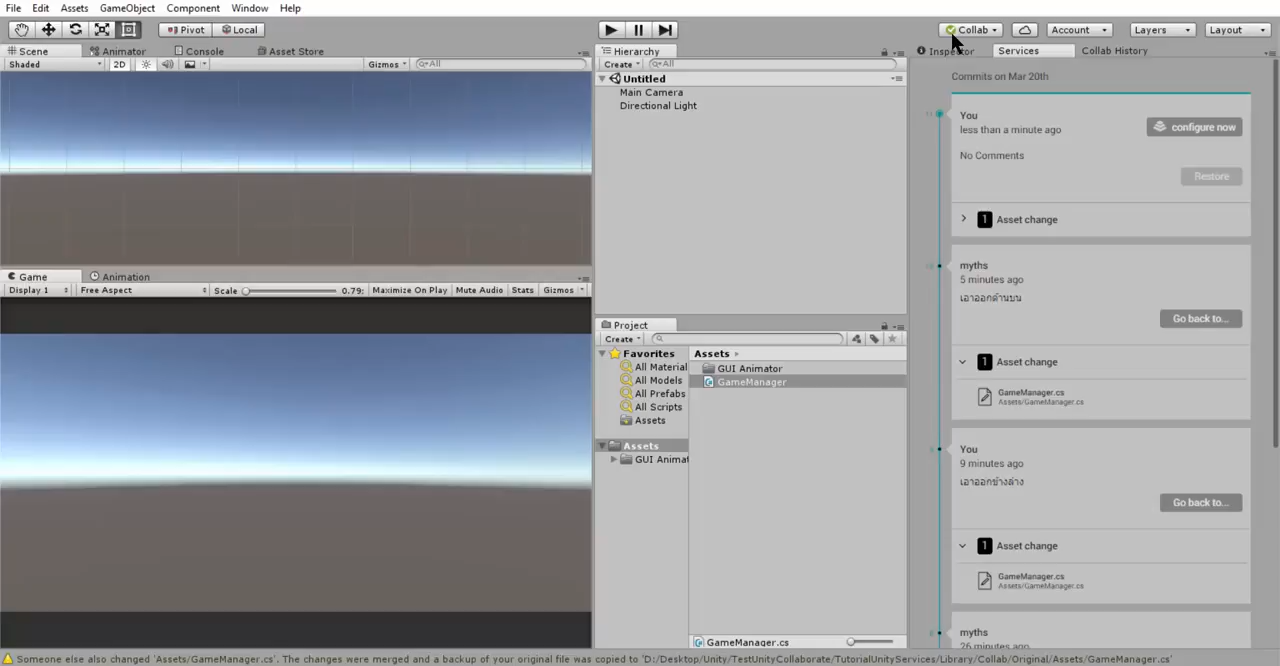 File Edit Assets GameObject Component Window Help
Pivot Local Collab Account Layers Layout
Scene Animator Console Asset Store
Shaded 2D Gizmos All
Hierarchy
Create All
Untitled
Main Camera
Directional Light
Game Animation
Display 1 Free Aspect Scale 0.79: Maximize On Play Mute Audio Stats Gizmos
Project
Create
Favorites
All Material
All Models
All Prefabs
All Scripts
Assets
Assets
GUI Animat
Assets
GUI Animator
GameManager
GameManager.cs
Inspector Services Collab History
Commits on Mar 20th
You
less than a minute ago
configure now
No Comments
Restore
1 Asset change
myths
5 minutes ago
เอาออกด้านบน
Go back to...
1 Asset change
GameManager.cs
Assets/GameManager.cs
You
9 minutes ago
เอาออกข้างล่าง
Go back to...
1 Asset change
GameManager.cs
Assets/GameManager.cs
myths
26 minutes ago
Someone else also changed 'Assets/GameManager.cs'. The changes were merged and a backup of your original file was copied to 'D:/Desktop/Unity/TestUnityCollaborate/TutorialUnityServices/Library/Collab/Original/Assets/GameManager.cs'